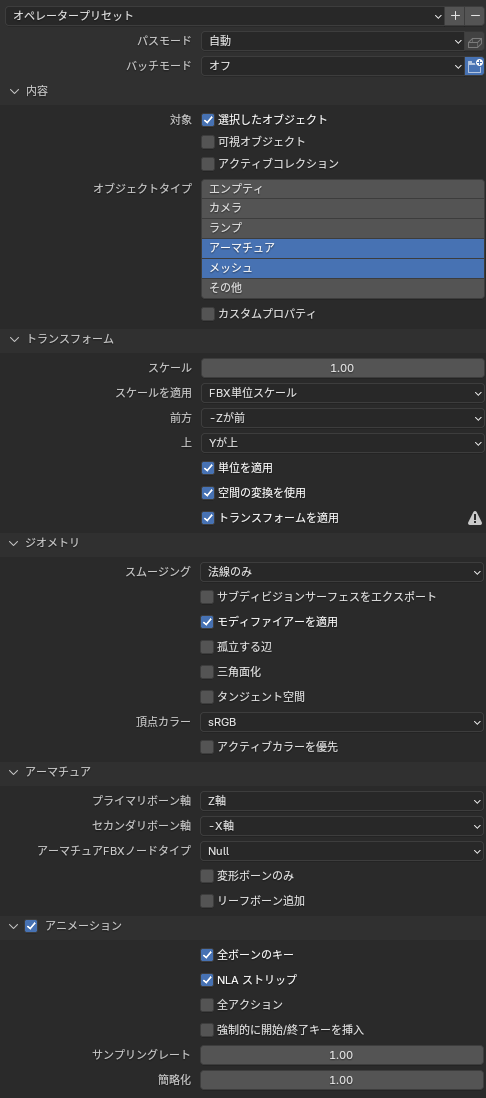 オペレータープリセット
パスモード 自動
バッチモード オフ
内容
対象 選択したオブジェクト
可視オブジェクト
アクティブコレクション
オブジェクトタイプ エンプティ
カメラ
ランプ
アーマチュア
メッシュ
その他
カスタムプロパティ
トランスフォーム
スケール 1.00
スケールを適用 FBX単位スケール
前方 -Zが前
上 Yが上
単位を適用
空間の変換を使用
トランスフォームを適用
ジオメトリ
スムージング 法線のみ
サブディビジョンサーフェスをエクスポート
モディファイアーを適用
孤立する辺
三角面化
タンジェント空間
頂点カラー sRGB
アクティブカラーを優先
アーマチュア
プライマリボーン軸 Z軸
セカンダリボーン軸 -X軸
アーマチュアFBXノードタイプ Null
変形ボーンのみ
リーフボーン追加
アニメーション
全ボーンのキー
NLA ストリップ
全アクション
強制的に開始/終了キーを挿入
サンプリングレート 1.00
簡略化 1.00